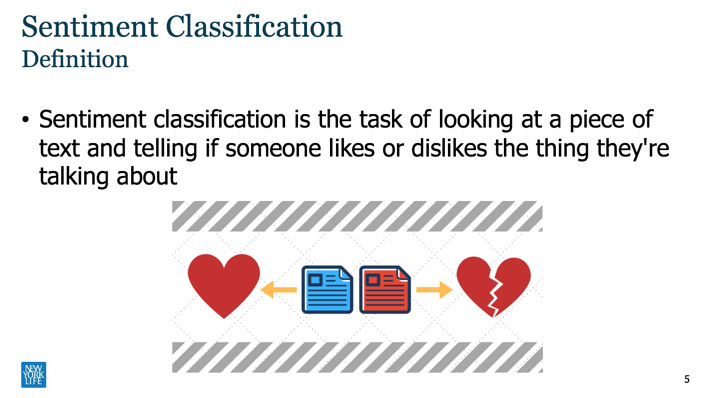 Sentiment Classification
Definition
• Sentiment classification is the task of looking at a piece of
text and telling if someone likes or dislikes the thing they're
talking about
NEW
YORK
LIFE
5